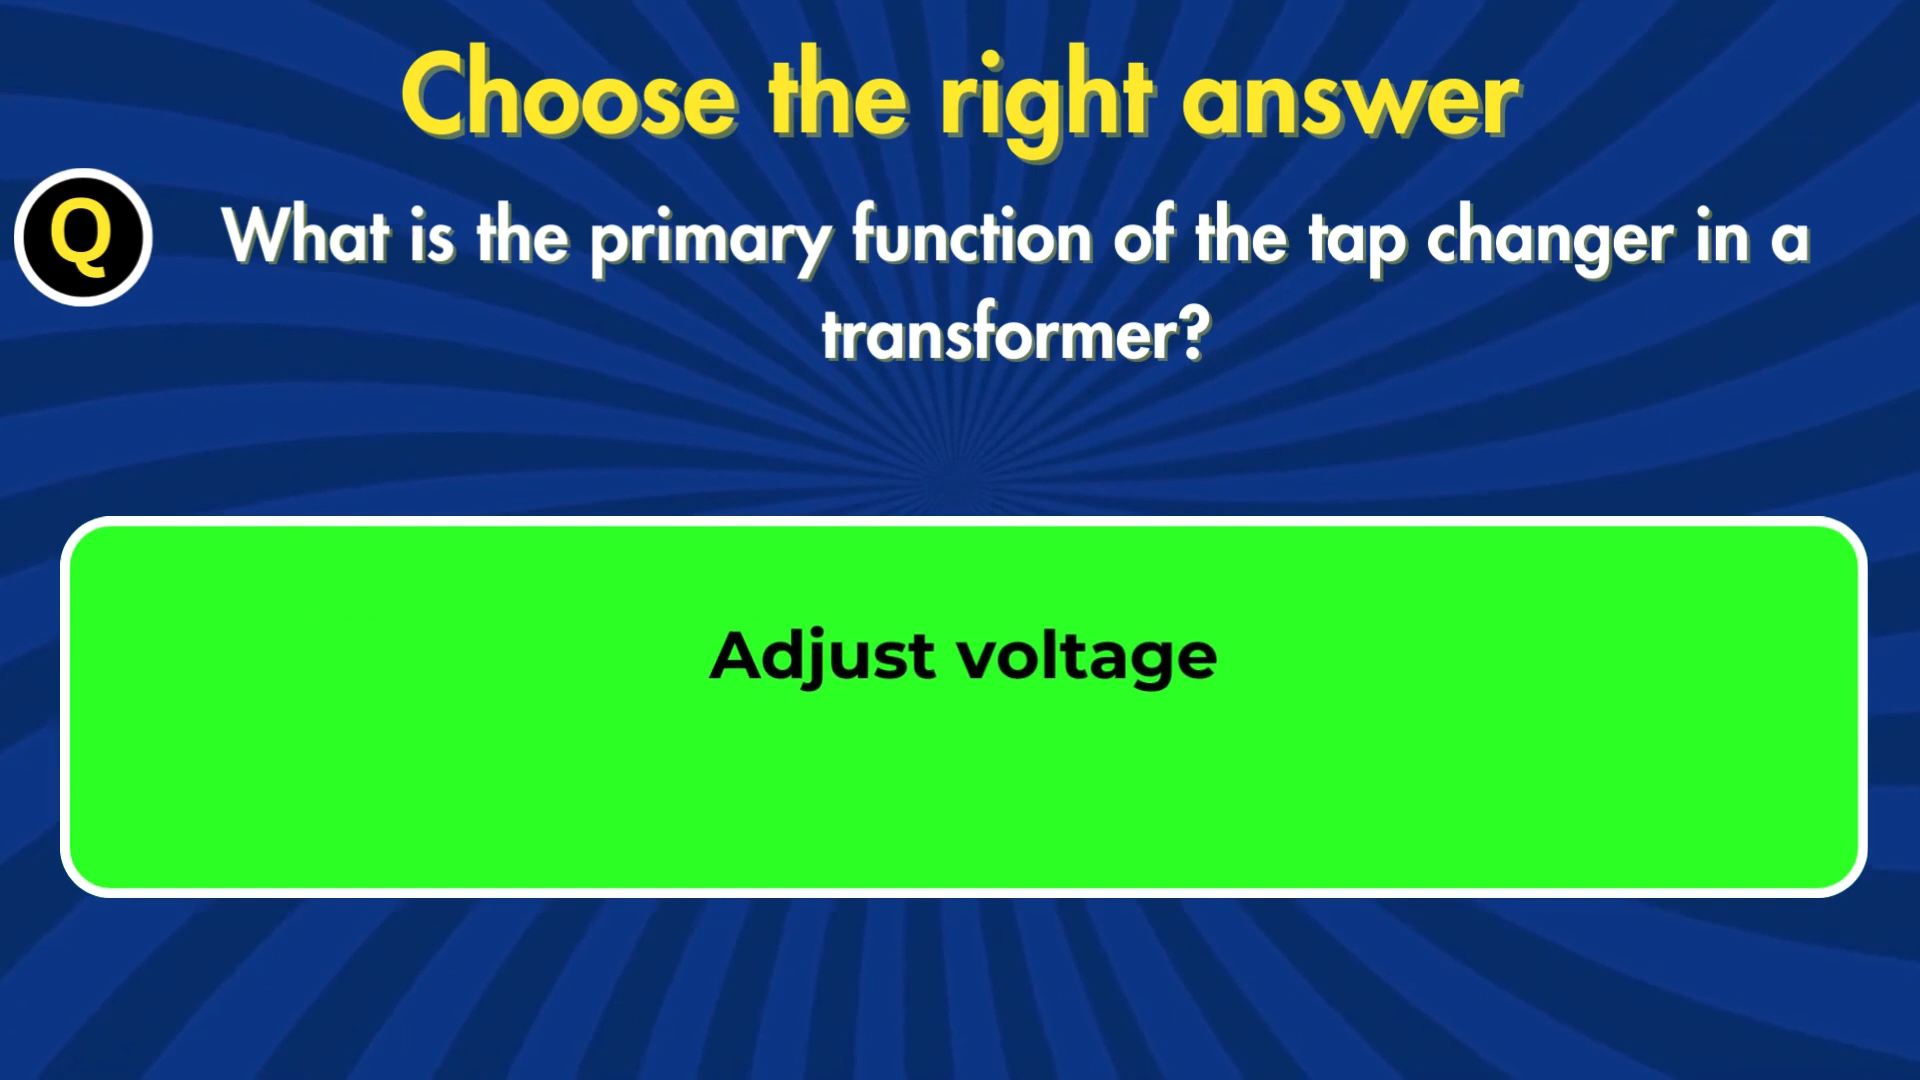 Choose the right answer
Q
What is the primary function of the tap changer in a
transformer?
Adjust voltage